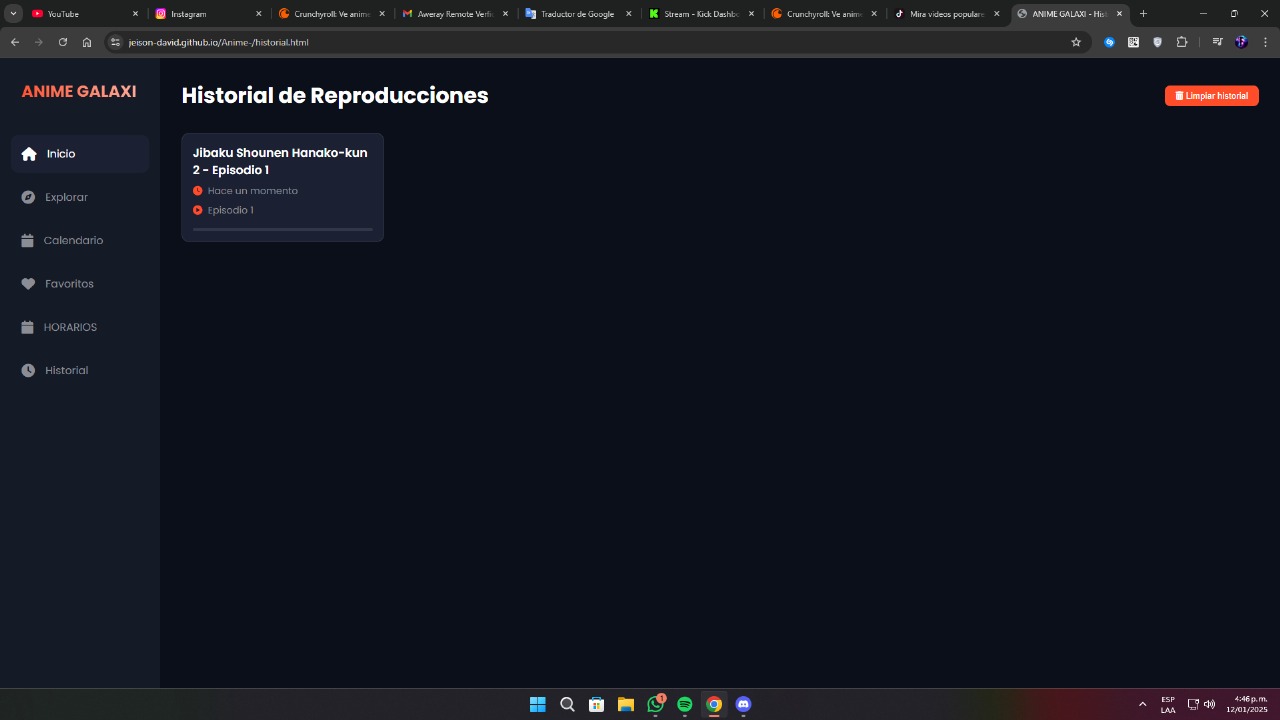 YouTube
Instagram
Crunchyroll: Ve anime
Aweray Remote Verfi
Traductor de Google
Stream - Kick Dashbo
Crunchyroll: Ve anime
Mira videos populare
ANIME GALAXI - Hist
jeison-david.github.io/Anime-/historial.html
ANIME GALAXI
Inicio
Explorar
Calendario
Favoritos
HORARIOS
Historial
Historial de Reproducciones
Limpiar historial
Jibaku Shounen Hanako-kun
2 - Episodio 1
Hace un momento
Episodio 1
1
ESP
LAA
4:46 p. m.
12/01/2025